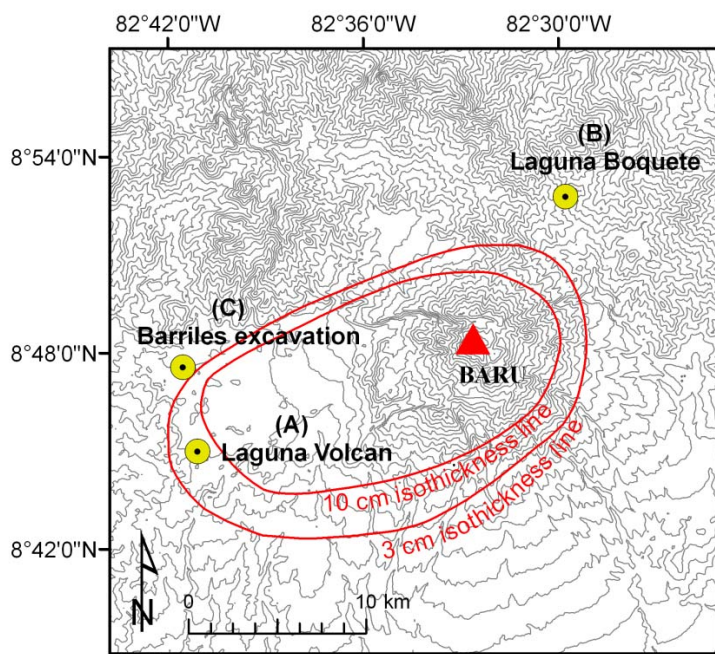 82°42'0"W
82°36'0"W
82°30'0"W
8°54'0"N
(B)
Laguna Boquete
(C)
Barriles excavation
8°48'0"N
BARU
(A)
Laguna Volcan
10 cm isothickness line
3 cm isothickness line
8°42'0"N
N
0
10 km